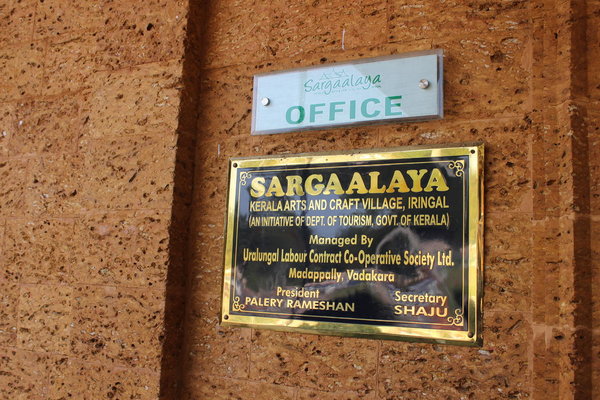 Sargaalaya
OFFICE
SARGAALAYA
KERALA ARTS AND CRAFT VILLAGE, IRINGAL
(AN INITIATIVE OF DEPT. OF TOURISM, GOVT. OF KERALA)
Managed By
Uralungal Labour Contract Co-Operative Society Ltd.
Madappally, Vadakara
President Secretary
PALERY RAMESHAN SHAJU